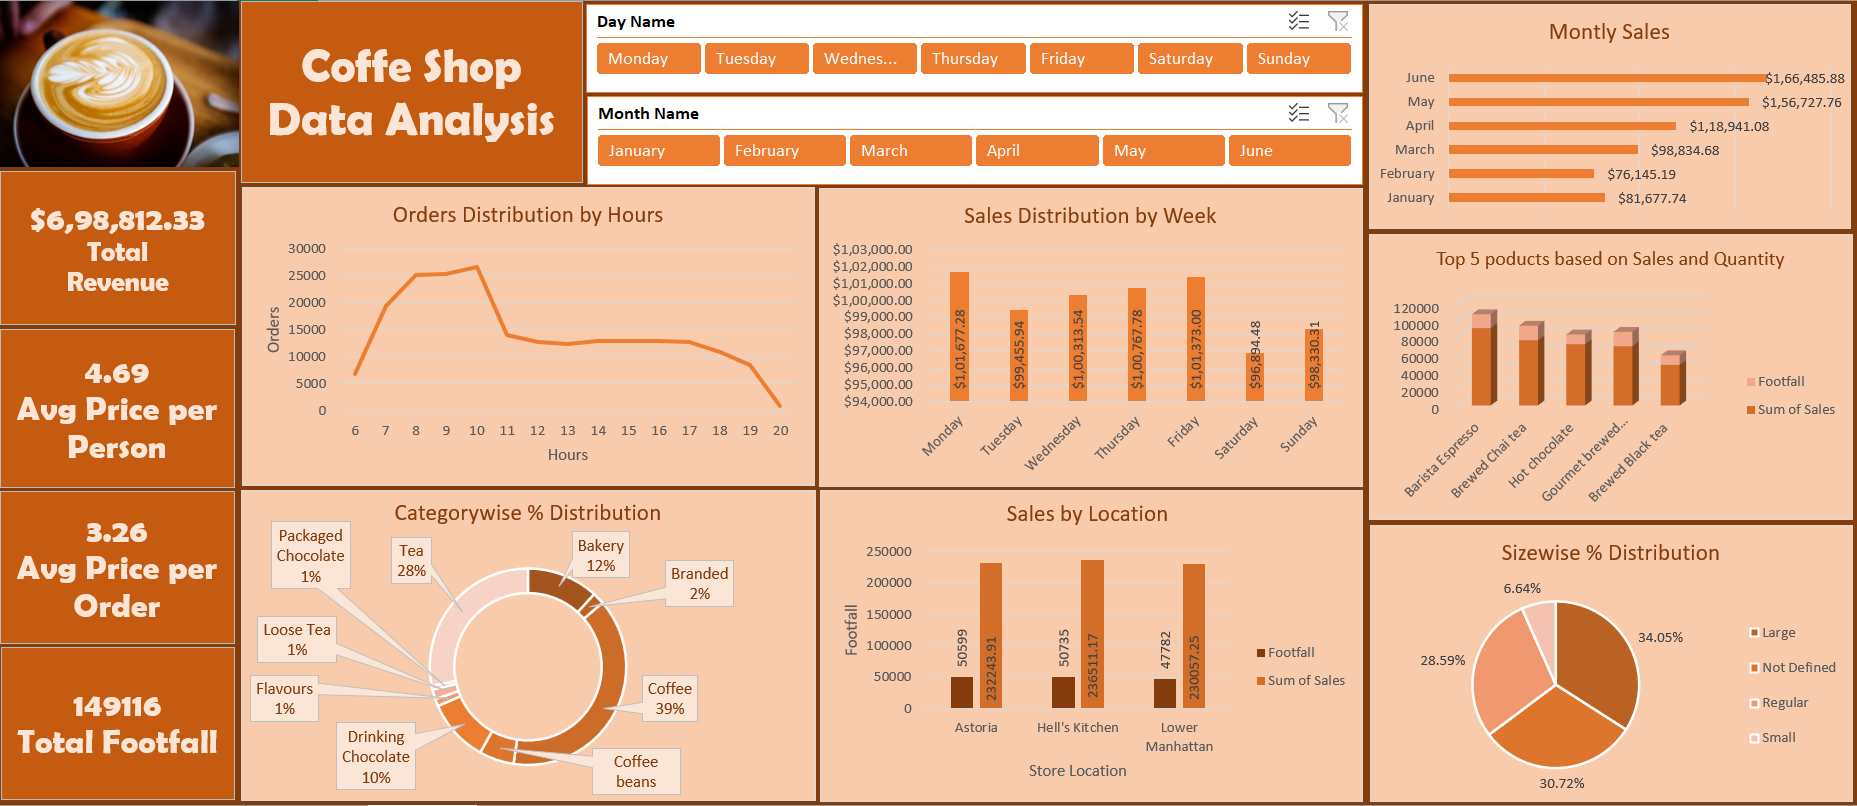 Coffe Shop
Data Analysis
Day Name
Monday
Tuesday
Wednes...
Thursday
Friday
Saturday
Sunday
Month Name
January
February
March
April
May
June
$6,98,812.33
Total
Revenue
4.69
Avg Price per
Person
3.26
Avg Price per
Order
149116
Total Footfall
Orders Distribution by Hours
30000
25000
20000
15000
10000
5000
0
Orders
6 7 8 9 10 11 12 13 14 15 16 17 18 19 20
Hours
Sales Distribution by Week
$1,03,000.00
$1,02,000.00
$1,01,000.00
$1,00,000.00
$99,000.00
$98,000.00
$97,000.00
$96,000.00
$95,000.00
$94,000.00
$1,01,677.28
$99,455.94
$1,00,313.54
$1,00,767.78
$1,01,373.00
$96,894.48
$98,330.31
Monday
Tuesday
Wednesday
Thursday
Friday
Saturday
Sunday
Montly Sales
June $1,66,485.88
May $1,56,727.76
April $1,18,941.08
March $98,834.68
February $76,145.19
January $81,677.74
Top 5 poducts based on Sales and Quantity
120000
100000
80000
60000
40000
20000
0
Barista Espresso
Brewed Chai tea
Hot chocolate
Gourmet brewed...
Brewed Black tea
Footfall
Sum of Sales
Categorywise % Distribution
Packaged
Chocolate
1%
Tea
28%
Bakery
12%
Branded
2%
Loose Tea
1%
Flavours
1%
Drinking
Chocolate
10%
Coffee
39%
Coffee
beans
Sales by Location
250000
200000
150000
100000
50000
0
Footfall
50599
232243.91
50735
236511.17
47782
230057.25
Astoria
Hell's Kitchen
Lower
Manhattan
Store Location
Footfall
Sum of Sales
Sizewise % Distribution
6.64%
34.05%
28.59%
30.72%
Large
Not Defined
Regular
Small